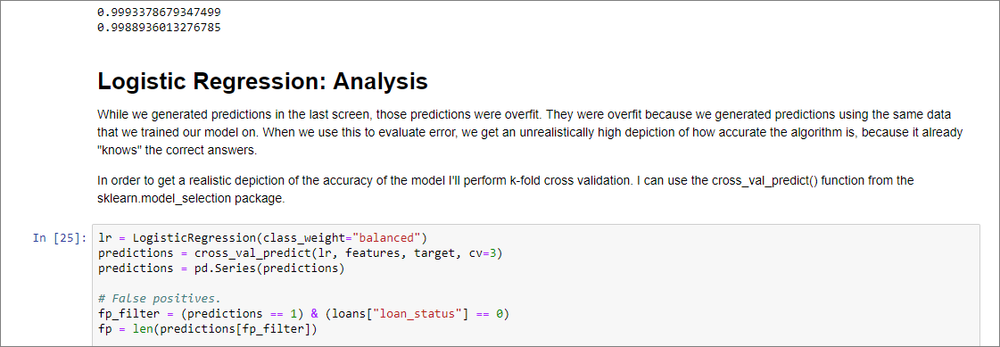 0.9993378679347499
0.9988936013276785
Logistic Regression: Analysis
While we generated predictions in the last screen, those predictions were overfit. They were overfit because we generated predictions using the same data
that we trained our model on. When we use this to evaluate error, we get an unrealistically high depiction of how accurate the algorithm is, because it already
"knows" the correct answers.
In order to get a realistic depiction of the accuracy of the model I'll perform k-fold cross validation. I can use the cross_val_predict() function from the
sklearn.model_selection package.
In [25]: lr = LogisticRegression(class_weight="balanced")
predictions = cross_val_predict(lr, features, target, cv=3)
predictions = pd.Series(predictions)
# False positives.
fp_filter = (predictions == 1) & (loans["loan_status"] == 0)
fp = len(predictions[fp_filter])